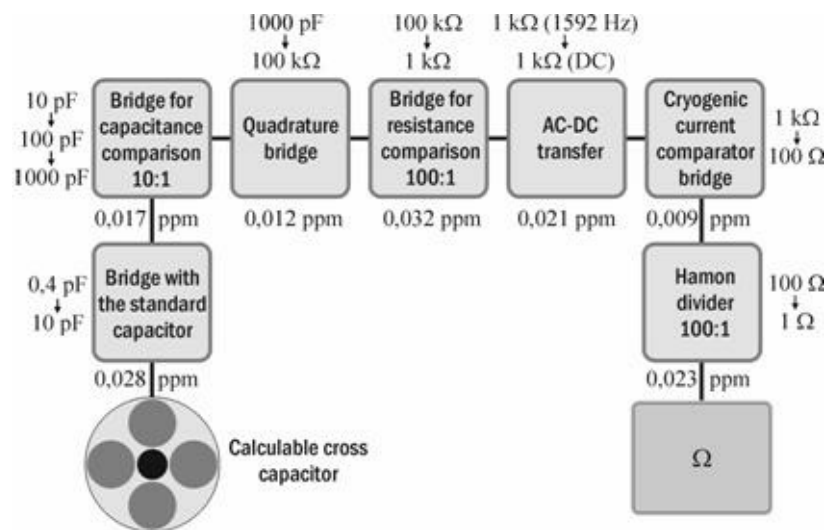 1000 pF
↓
100 kΩ
100 kΩ
↓
1 kΩ
1 kΩ (1592 Hz)
↓
1 kΩ (DC)
10 pF
↓
100 pF
↓
1000 pF
Bridge for
capacitance
comparison
10:1
Quadrature
bridge
Bridge for
resistance
comparison
100:1
AC-DC
transfer
Cryogenic
current
comparator
bridge
1 kΩ
↓
100 Ω
0,017 ppm
0,012 ppm
0,032 ppm
0,021 ppm
0,009 ppm
0,4 pF
↓
10 pF
Bridge with
the standard
capacitor
Hamon
divider
100:1
100 Ω
↓
1 Ω
0,028 ppm
0,023 ppm
Calculable cross
capacitor
Ω